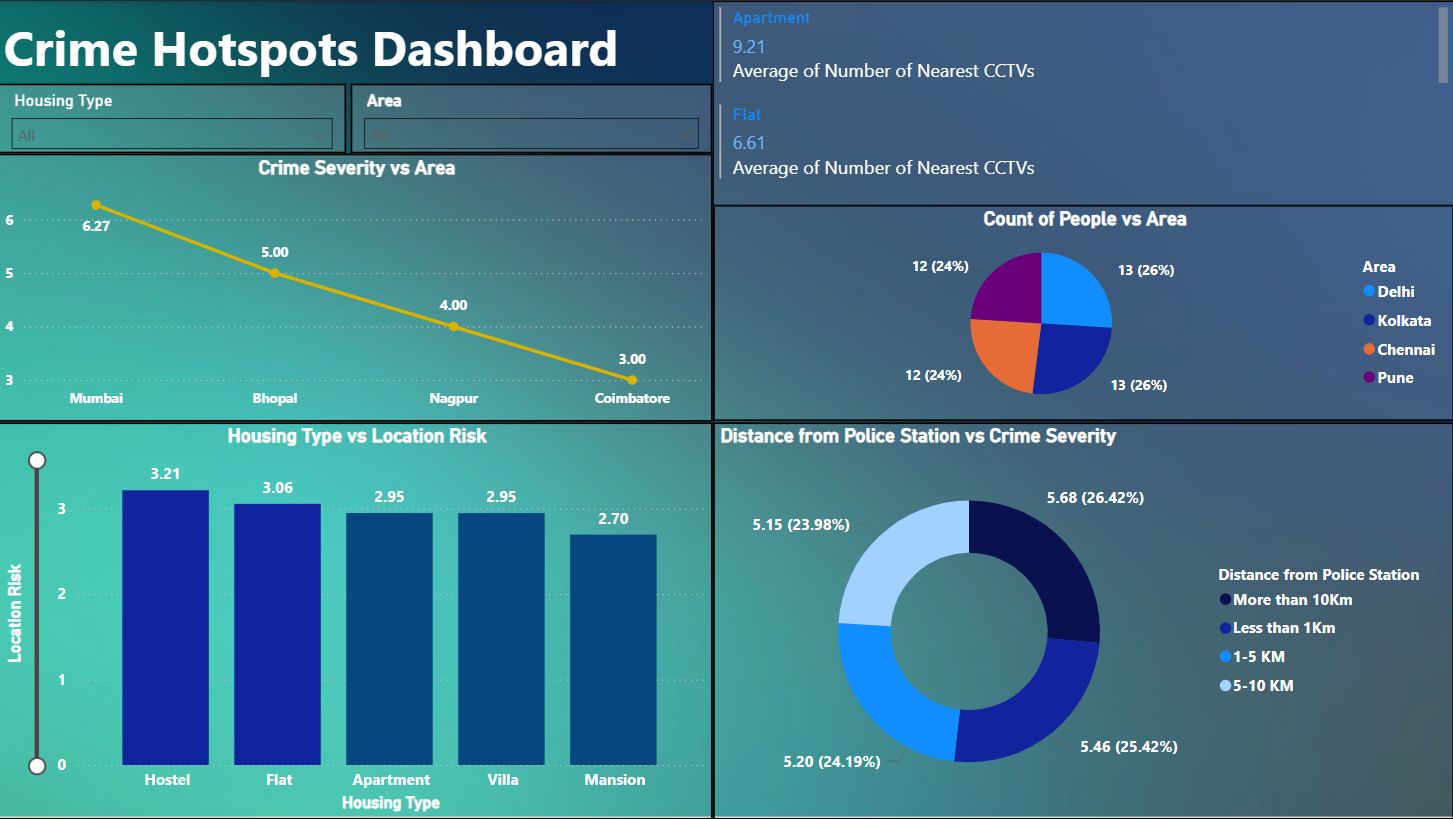 Crime Hotspots Dashboard
Housing Type
All
Area
All
Apartment
9.21
Average of Number of Nearest CCTVs
Flat
6.61
Average of Number of Nearest CCTVs
Crime Severity vs Area
6
5
4
3
6.27
5.00
4.00
3.00
Mumbai
Bhopal
Nagpur
Coimbatore
Count of People vs Area
12 (24%)
13 (26%)
12 (24%)
13 (26%)
Area
Delhi
Kolkata
Chennai
Pune
Housing Type vs Location Risk
Location Risk
3
2
1
0
3.21
3.06
2.95
2.95
2.70
Hostel
Flat
Apartment
Villa
Mansion
Housing Type
Distance from Police Station vs Crime Severity
5.68 (26.42%)
5.15 (23.98%)
5.46 (25.42%)
5.20 (24.19%)
Distance from Police Station
More than 10Km
Less than 1Km
1-5 KM
5-10 KM